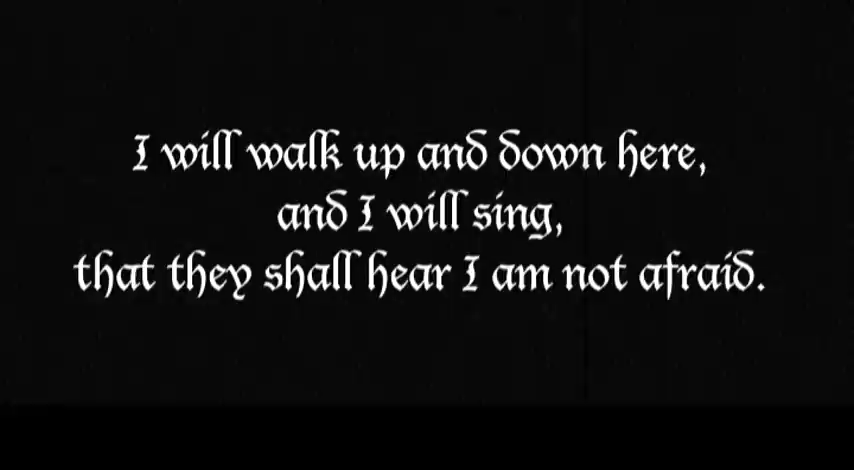 I will walk up and down here,
and I will sing,
that they shall hear I am not afraid.